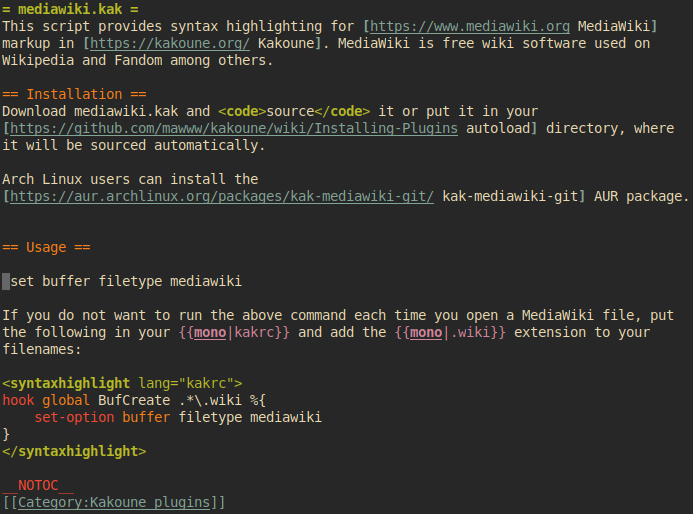 = mediawiki.kak =
This script provides syntax highlighting for [https://www.mediawiki.org MediaWiki]
markup in [https://kakoune.org/ Kakoune]. MediaWiki is free wiki software used on
Wikipedia and Fandom among others.
== Installation ==
Download mediawiki.kak and <code>source</code> it or put it in your
[https://github.com/mawww/kakoune/wiki/Installing-Plugins autoload] directory, where
it will be sourced automatically.
Arch Linux users can install the
[https://aur.archlinux.org/packages/kak-mediawiki-git/ kak-mediawiki-git] AUR package.
== Usage ==
set buffer filetype mediawiki
If you do not want to run the above command each time you open a MediaWiki file, put
the following in your {{mono|kakrc}} and add the {{mono|.wiki}} extension to your
filenames:
<syntaxhighlight lang="kakrc">
hook global BufCreate .*\.wiki %{
    set-option buffer filetype mediawiki
}
</syntaxhighlight>
__NOTOC__
[[Category:Kakoune plugins]]